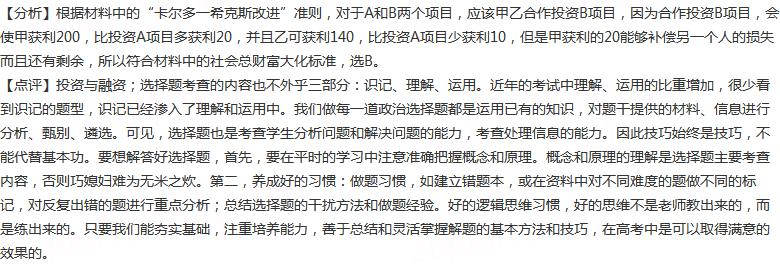 【分析】根据材料中的“卡尔多一希克斯改进”准则，对于A和B两个项目，应该甲乙合作投资B项目，因为合作投资B项目，会
使甲获利200，比投资A项目多获利20，并且乙可获利140，比投资A项目少获利10，但是甲获利的20能够补偿另一个人的损失
而且还有剩余，所以符合材料中的社会总财富大化标准，选B。
【点评】投资与融资；选择题考查的内容也不外乎三部分：识记、理解、运用。近年的考试中理解、运用的比重增加，很少看
到识记的题型，识记已经渗入了理解和运用中。我们做每一道政治选择题都是运用已有的知识，对题干提供的材料、信息进行
分析、甄别、遴选。可见，选择题也是考查学生分析问题和解决问题的能力，考查处理信息的能力。因此技巧始终是技巧，不
能代替基本功。要想解答好选择题，首先，要在平时的学习中注意准确把握概念和原理。概念和原理的理解是选择题主要考查
内容，否则巧媳妇难为无米之炊。第二，养成好的习惯：做题习惯，如建立错题本，或在资料中对不同难度的题做不同的标
记，对反复出错的题进行重点分析；总结选择题的干扰方法和做题经验。好的逻辑思维习惯，好的思维不是老师教出来的，而
是练出来的。只要我们能夯实基础，注重培养能力，善于总结和灵活掌握解题的基本方法和技巧，在高考中是可以取得满意的
效果的。